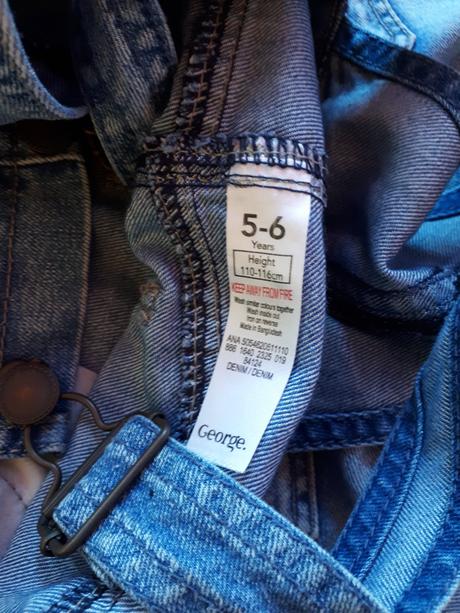 5-6
Years
Height
110-116cm
KEEP AWAY FROM FIRE
Wash similar colours together
Wash inside out
Iron on reverse
Made in Bangladesh
ANA 5054620611110
886 1640 2325 019
84124
DENIM / DENIM
George.